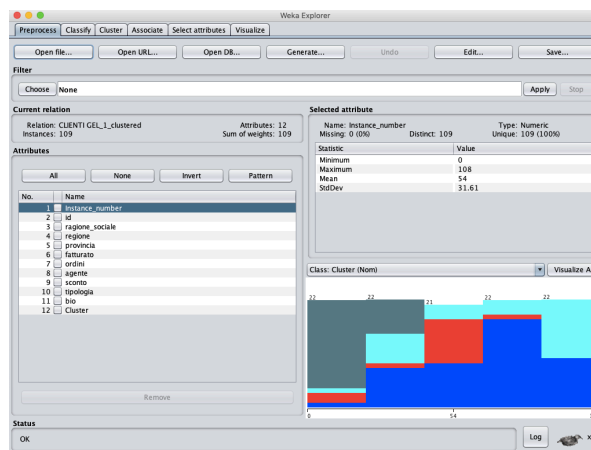 Weka Explorer
Preprocess Classify Cluster Associate Select attributes Visualize
Open file... Open URL... Open DB... Generate... Undo Edit... Save...
Filter
Choose None Apply Stop
Current relation
Relation: CLIENTI GEL_1_clustered Attributes: 12
Instances: 109 Sum of weights: 109
Attributes
All None Invert Pattern
No. Name
1 Instance_number
2 id
3 ragione_sociale
4 regione
5 provincia
6 fatturato
7 ordini
8 agente
9 sconto
10 tipologia
11 bio
12 Cluster
Remove
Selected attribute
Name: Instance_number Type: Numeric
Missing: 0 (0%) Distinct: 109 Unique: 109 (100%)
Statistic Value
Minimum 0
Maximum 108
Mean 54
StdDev 31.61
Class: Cluster (Nom) Visualize A
22 22 21 22 22
0 54
Status
OK
Log x